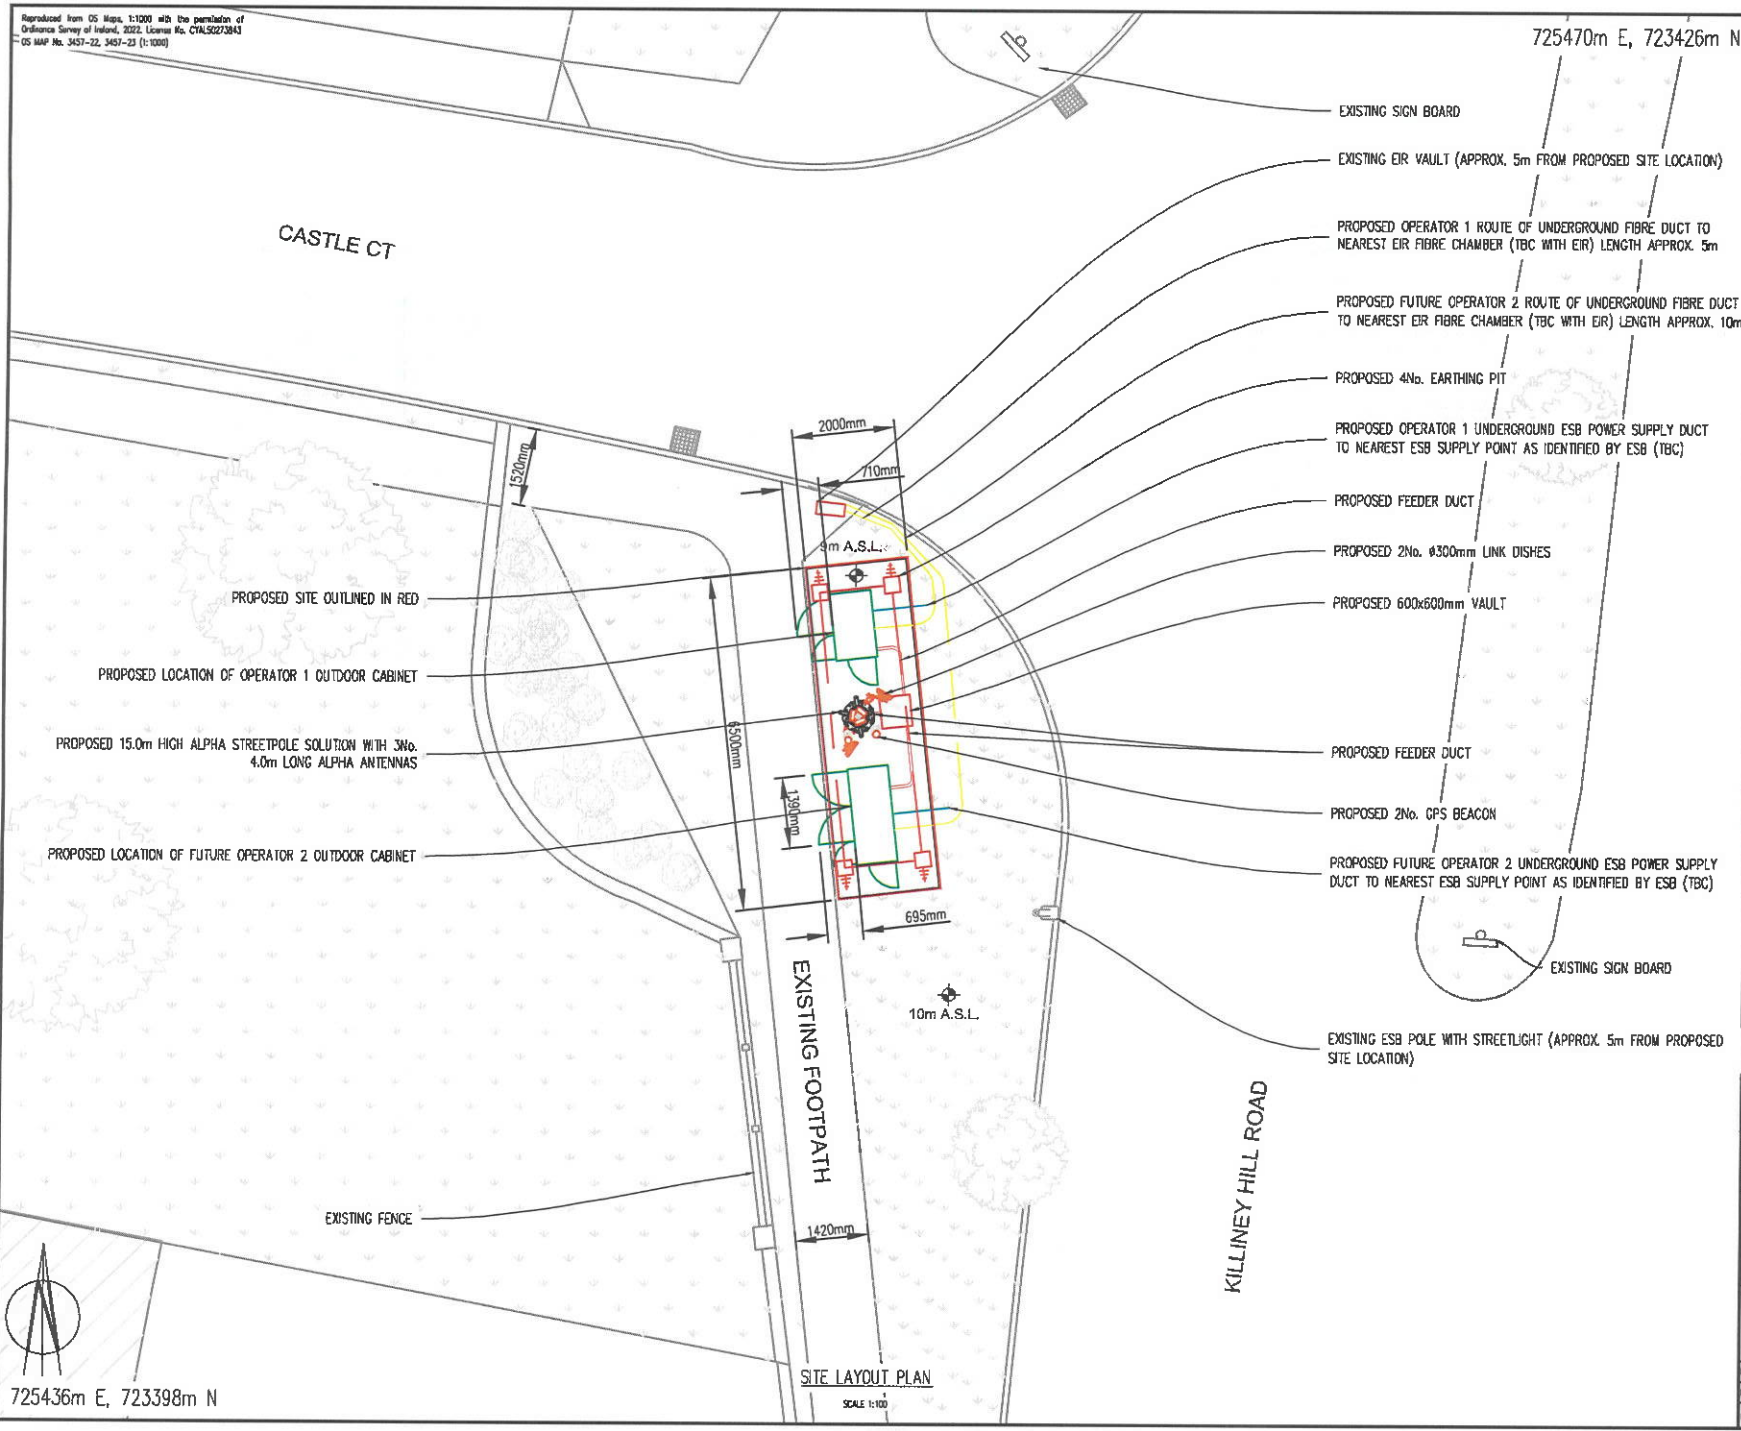 Reproduced from OS Maps, 1:1000 with the permission of
Ordinance Survey of Ireland, 2022, License No. CYAL50273843
OS MAP No. 3457-22, 3457-23 (1:1000)
725470m E, 723426m N
EXISTING SIGN BOARD
EXISTING EIR VAULT (APPROX. 5m FROM PROPOSED SITE LOCATION)
PROPOSED OPERATOR 1 ROUTE OF UNDERGROUND FIBRE DUCT TO
NEAREST EIR FIBRE CHAMBER (TBC WITH EIR) LENGTH APPROX. 5m
CASTLE CT
PROPOSED FUTURE OPERATOR 2 ROUTE OF UNDERGROUND FIBRE DUCT
TO NEAREST EIR FIBRE CHAMBER (TBC WITH EIR) LENGTH APPROX. 10m
PROPOSED 4No. EARTHING PIT
2000mm
PROPOSED OPERATOR 1 UNDERGROUND ESB POWER SUPPLY DUCT
TO NEAREST ESB SUPPLY POINT AS IDENTIFIED BY ESB (TBC)
1520mm
710mm
PROPOSED FEEDER DUCT
9m A.S.L.
PROPOSED 2No. ø300mm LINK DISHES
PROPOSED SITE OUTLINED IN RED
PROPOSED 600x600mm VAULT
PROPOSED LOCATION OF OPERATOR 1 OUTDOOR CABINET
6500mm
PROPOSED 15.0m HIGH ALPHA STREETPOLE SOLUTION WITH 3No.
4.0m LONG ALPHA ANTENNAS
PROPOSED FEEDER DUCT
1390mm
PROPOSED 2No. GPS BEACON
PROPOSED LOCATION OF FUTURE OPERATOR 2 OUTDOOR CABINET
PROPOSED FUTURE OPERATOR 2 UNDERGROUND ESB POWER SUPPLY
DUCT TO NEAREST ESB SUPPLY POINT AS IDENTIFIED BY ESB (TBC)
695mm
EXISTING SIGN BOARD
10m A.S.L.
EXISTING FOOTPATH
EXISTING ESB POLE WITH STREETLIGHT (APPROX. 5m FROM PROPOSED
SITE LOCATION)
KILLINEY HILL ROAD
EXISTING FENCE
1420mm
SITE LAYOUT PLAN
SCALE 1:100
725436m E, 723398m N